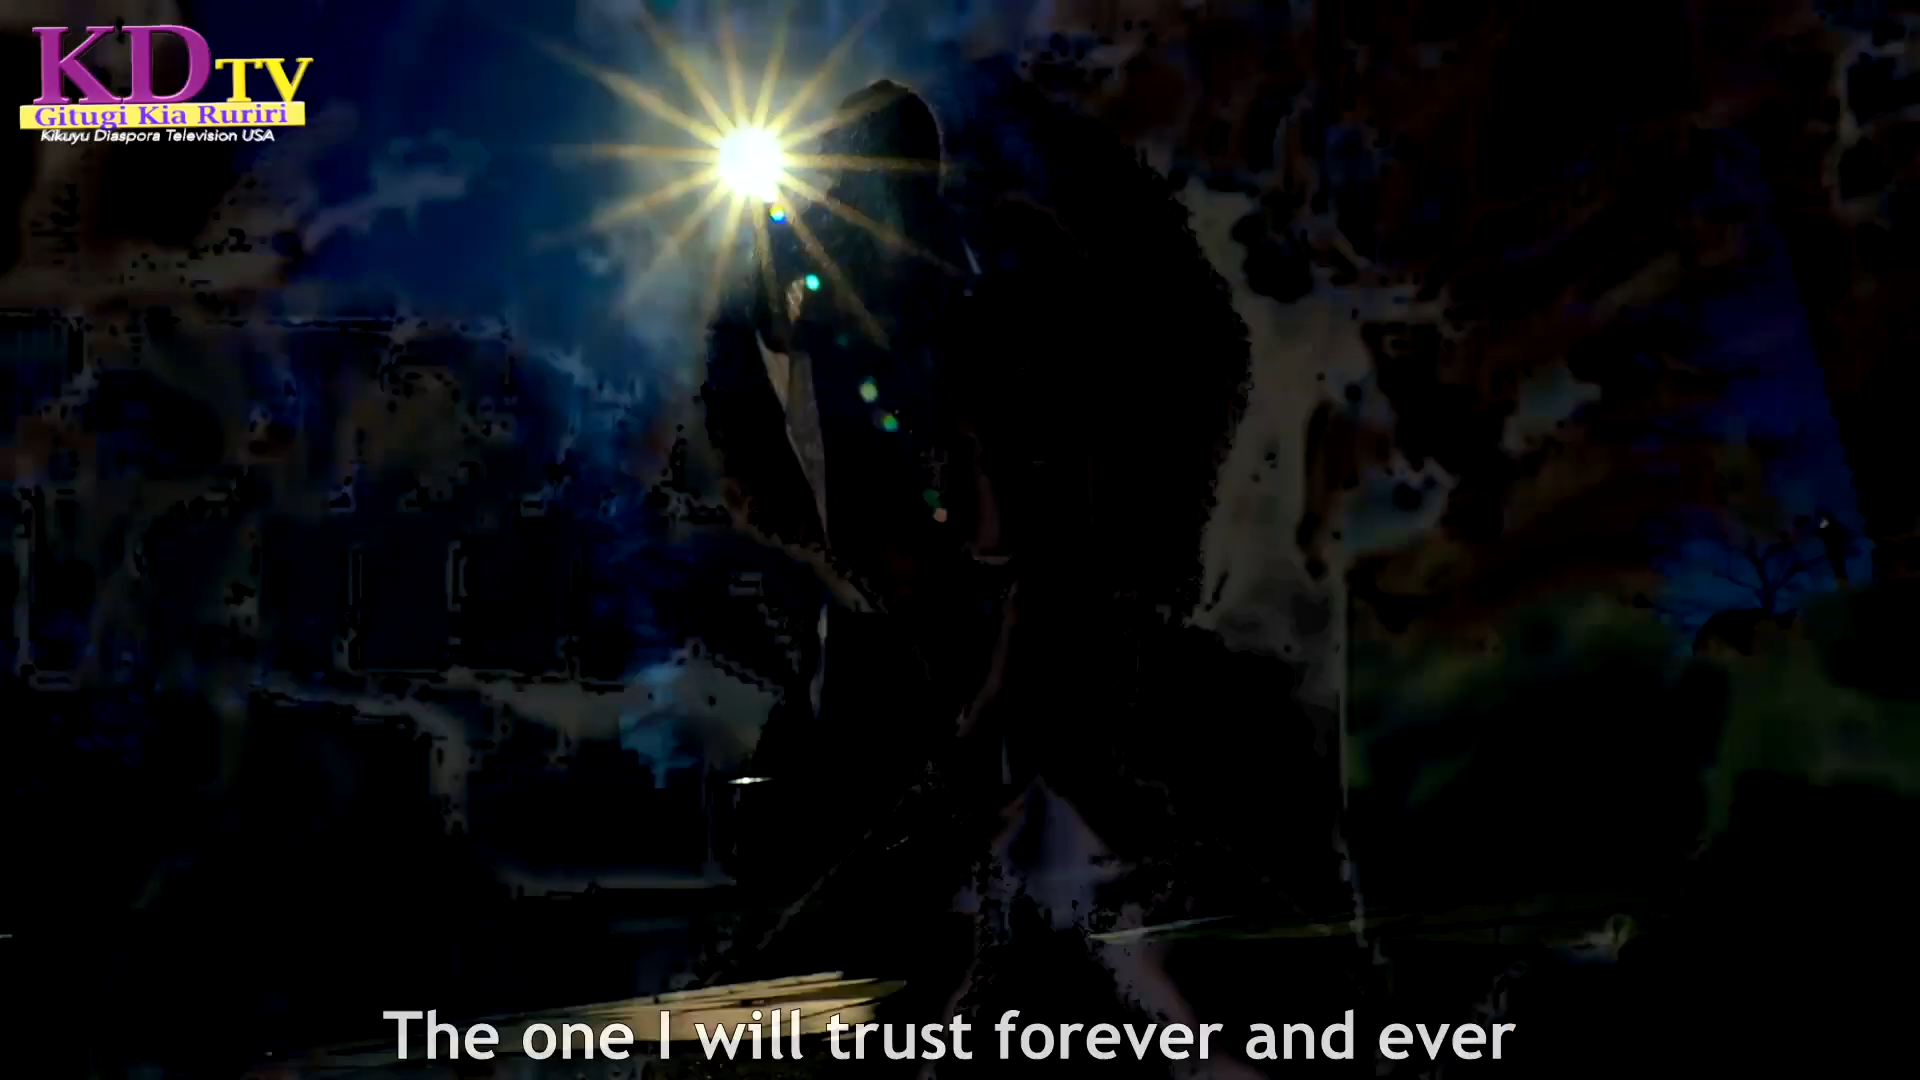 KDTV
Gitugi Kia Ruriri
Kikuyu Diaspora Television USA
The one I will trust forever and ever